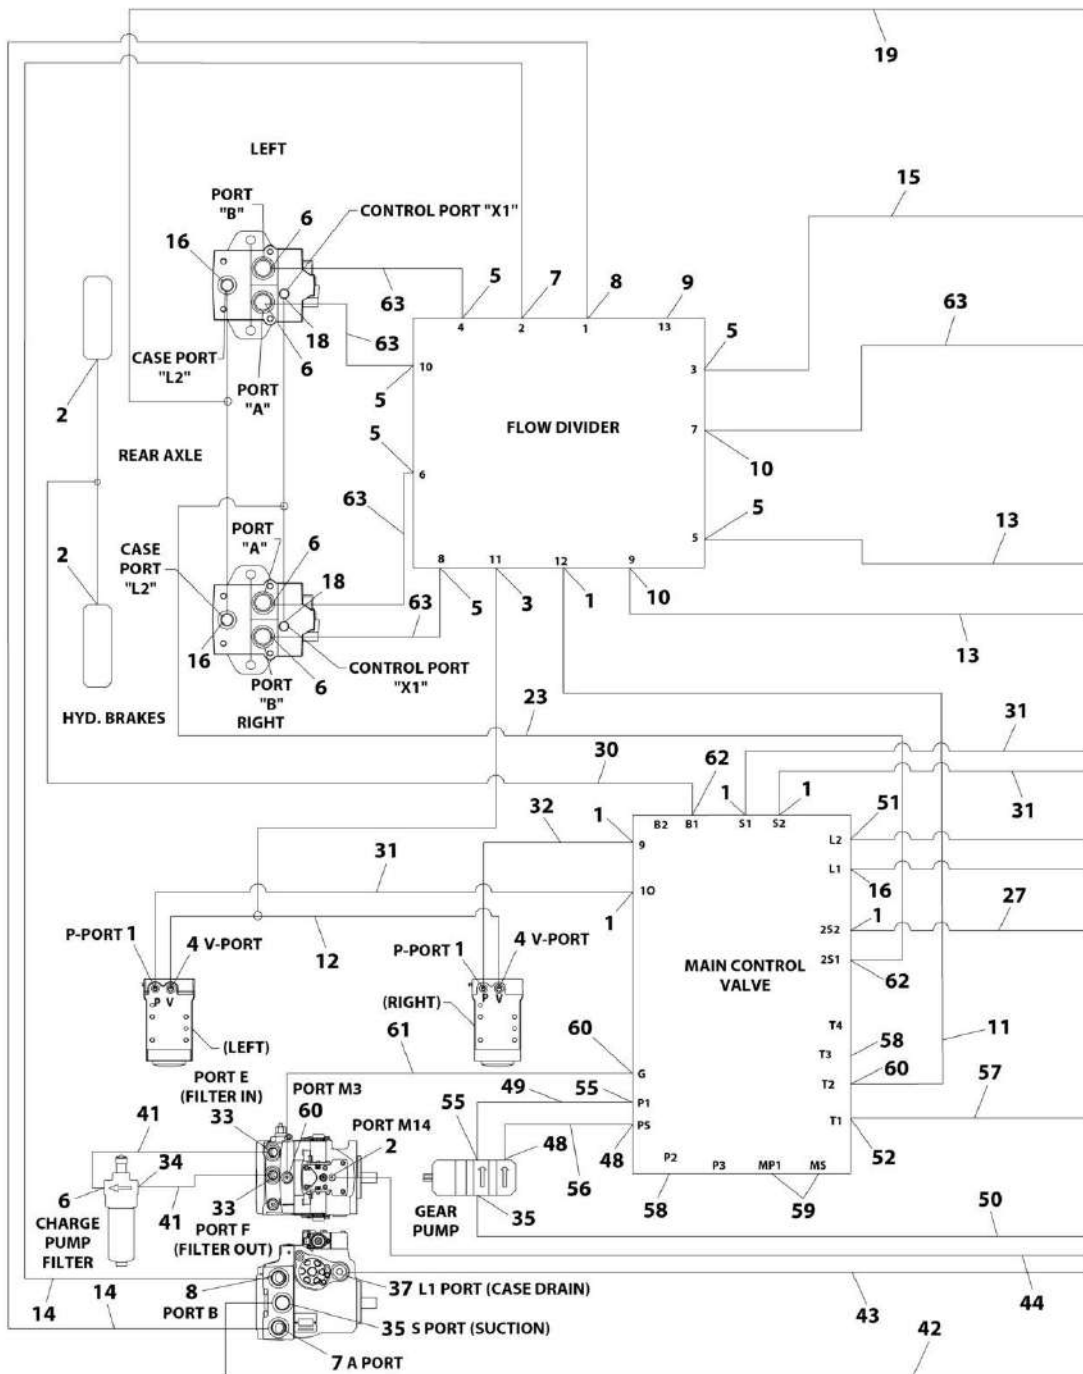 19
LEFT
PORT
"B"
6
CONTROL PORT "X1"
15
16
5
7
8
9
63
63
4
2
1
13
5
63
18
6
3
CASE PORT
"L2"
10
PORT
"A"
5
2
FLOW DIVIDER
7
5
REAR AXLE
10
6
63
5
5
13
PORT
"A"
6
CASE
PORT
"L2"
2
18
8
11
12
9
63
5
3
1
10
16
CONTROL PORT
"X1"
13
6
PORT
"B"
HYD. BRAKES
RIGHT
23
31
30
62
1
1
31
51
32
1
B2
B1
S1
S2
L2
9
31
L1
10
16
1
1
27
2S2
P-PORT 1
4 V-PORT
12
P-PORT 1
4 V-PORT
MAIN CONTROL
VALVE
2S1
62
P V
P V
(RIGHT)
(LEFT)
61
60
T4
58
11
T3
PORT E
(FILTER IN)
PORT M3
G
60
T2
57
49
55
P1
41
33
60
PORT M14
55
T1
34
2
48
PS
48
P2
P3
MP1
MS
52
6
41
33
56
GEAR
PUMP
35
58
59
50
CHARGE
PUMP
FILTER
PORT F
(FILTER OUT)
8
37 L1 PORT (CASE DRAIN)
14
14
PORT B
43
44
35 S PORT (SUCTION)
42
7 A PORT